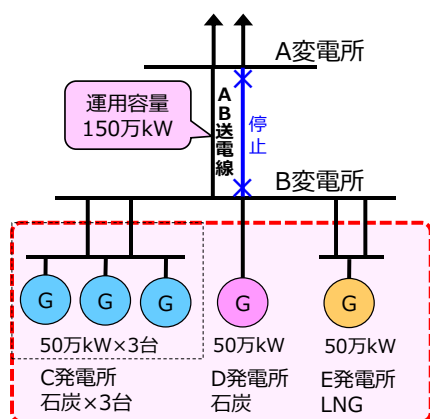 A変電所
運用容量
150万kW
AB送電線
停止
B変電所
G
G
G
G
G
50万kW×3台
50万kW
50万kW
C発電所
石炭×3台
D発電所
石炭
E発電所
LNG